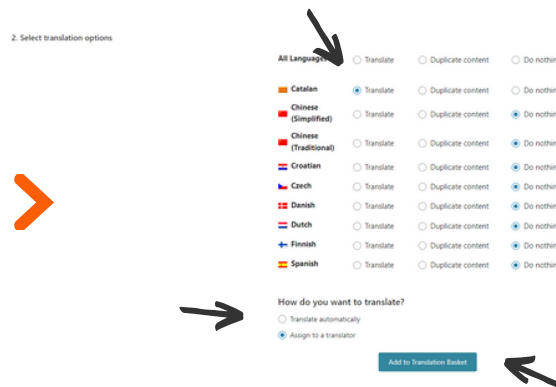 2. Select translation options
All Languages Translate Duplicate content Do nothin
Catalan Translate Duplicate content Do nothin
Chinese
(Simplified) Translate Duplicate content Do nothin
Chinese
(Traditional) Translate Duplicate content Do nothin
Croatian Translate Duplicate content Do nothin
Czech Translate Duplicate content Do nothin
Danish Translate Duplicate content Do nothin
Dutch Translate Duplicate content Do nothin
Finnish Translate Duplicate content Do nothin
Spanish Translate Duplicate content Do nothin
How do you want to translate?
Translate automatically
Assign to a translator
Add to Translation Basket